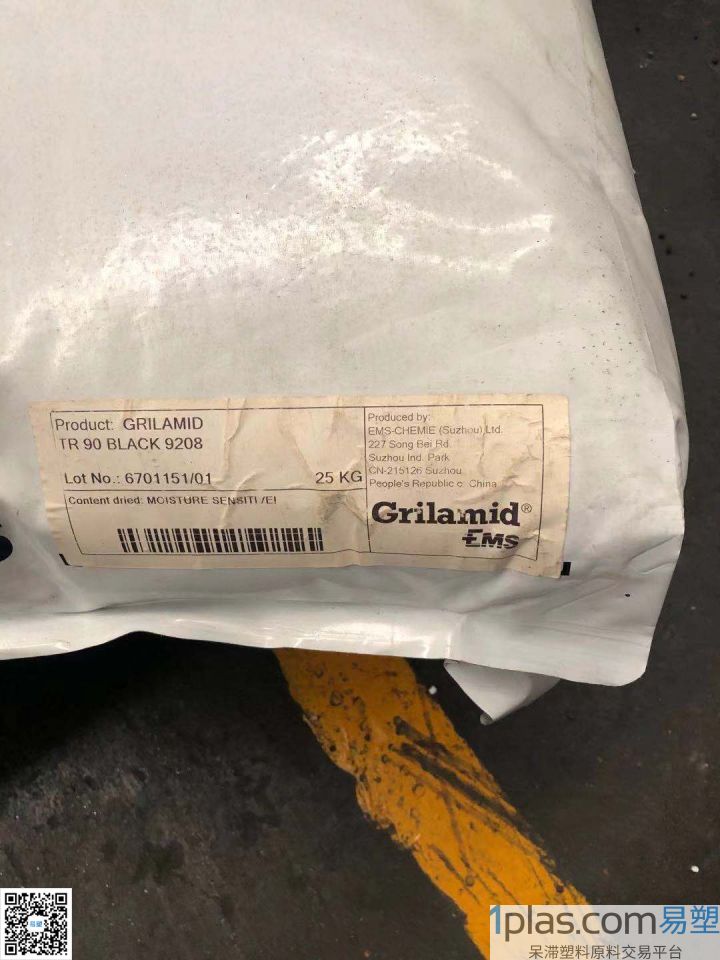 Product: GRILAMID
TR 90 BLACK 9208
Lot No.: 6701151/01
25 KG
Content dried: MOISTURE
Produced by:
EMS-CHEMIE (Suzhou) Ltd.
227 Song Bei Rd.
Suzhou Ind. Park
CN-215126 Suzhou
People's Republic China
Grilamid®
EMS
易塑
1plas.com易塑
呆滞塑料原料交易平台